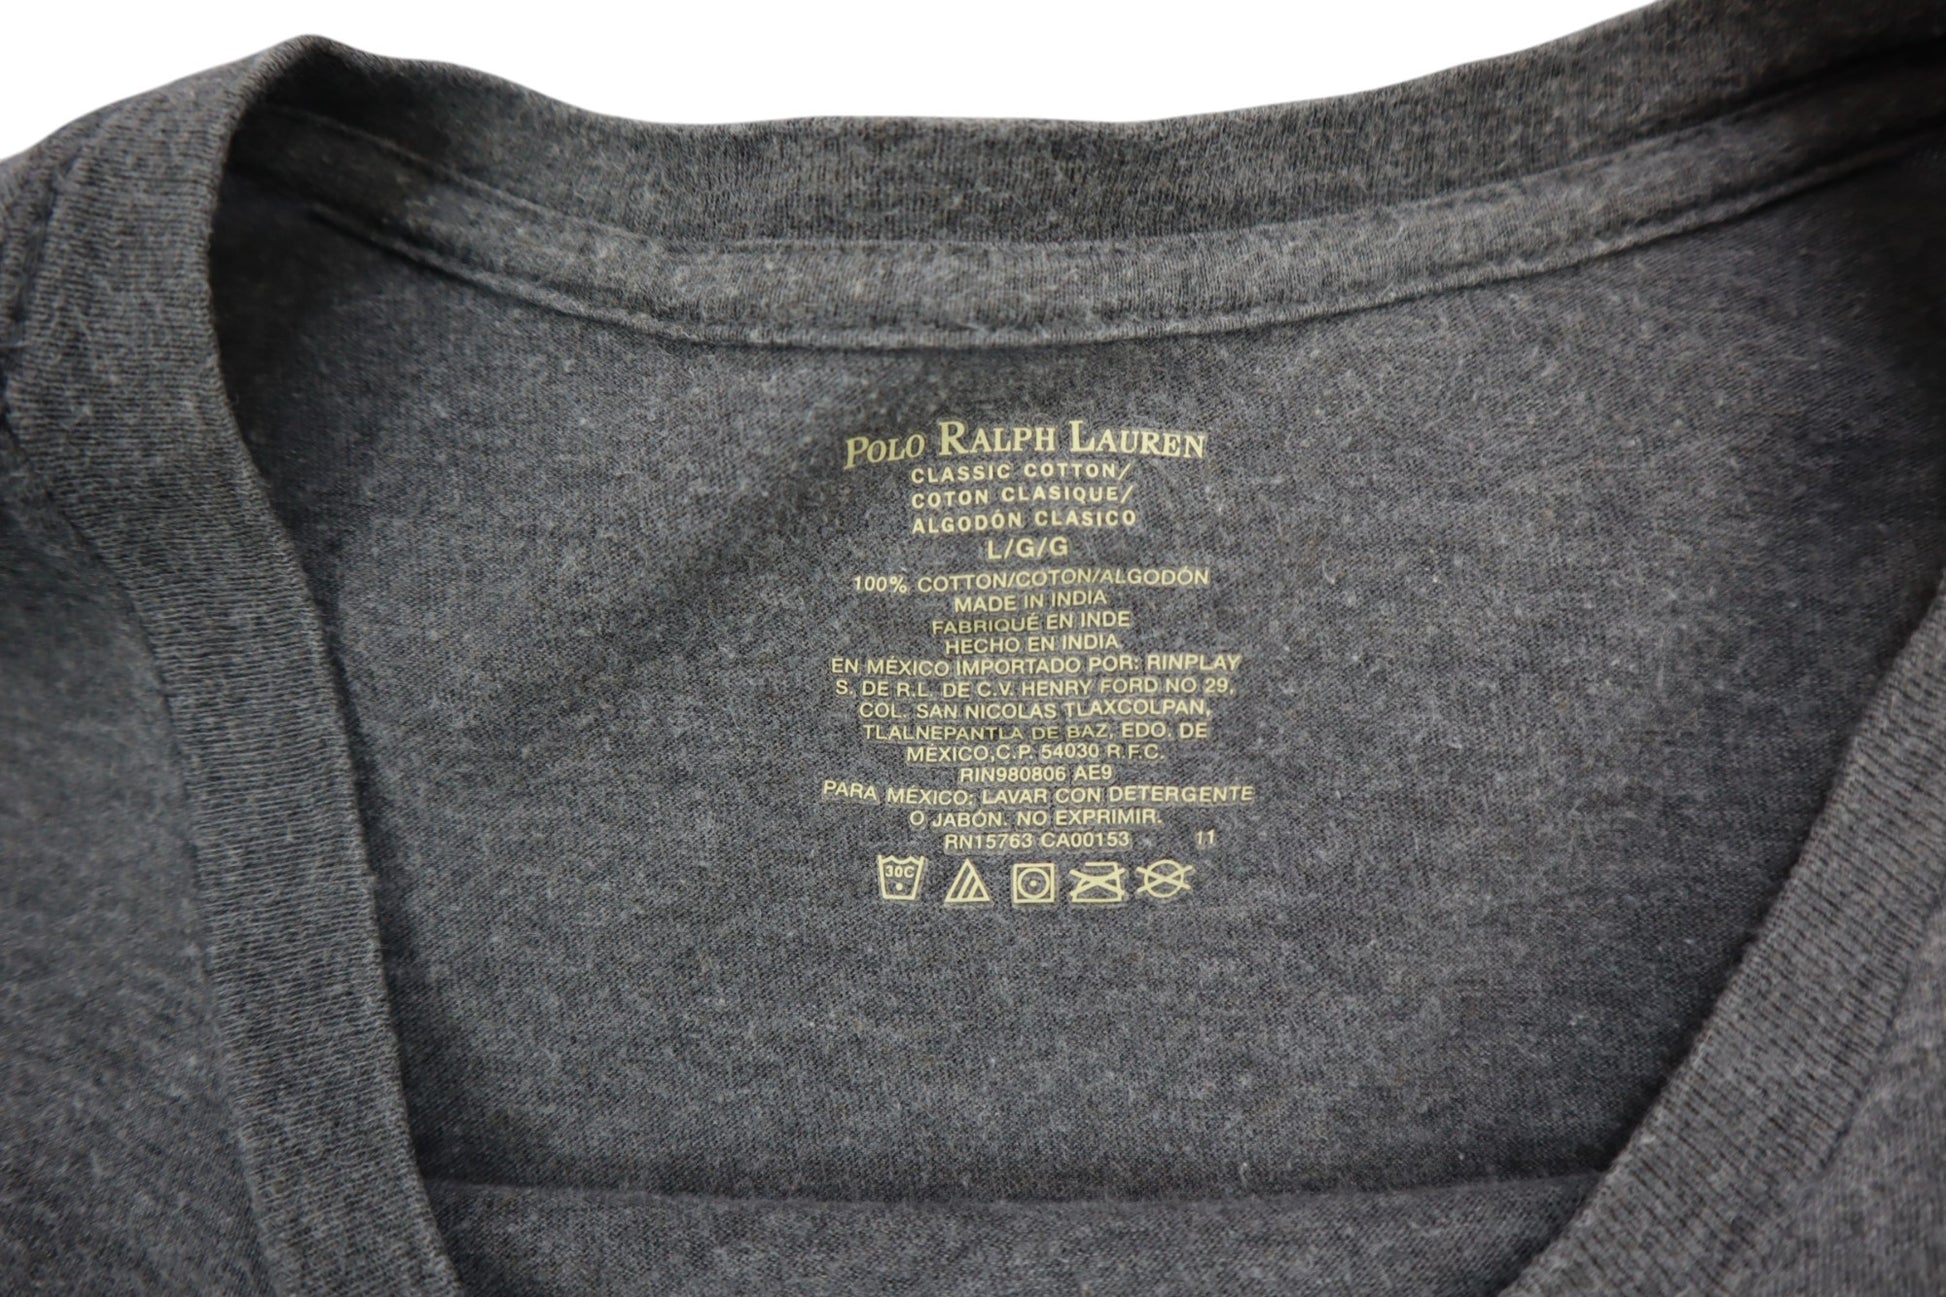 POLO RALPH LAUREN
CLASSIC COTTON/
COTON CLASIQUE/
ALGODÓN CLASICO
L/G/G
100% COTTON/COTON/ALGODÓN
MADE IN INDIA
FABRIQUÉ EN INDE
HECHO EN INDIA
EN MÉXICO IMPORTADO POR: RINPLAY
S. DE R.L. DE C.V. HENRY FORD NO 29,
COL. SAN NICOLAS TLAXCOLPAN,
TLALNEPANTLA DE BAZ, EDO. DE
MÉXICO,C.P. 54030 R.F.C.
RIN980806 AE9
PARA MÉXICO: LAVAR CON DETERGENTE
O JABÓN. NO EXPRIMIR.
RN15763 CA00153 11
30C